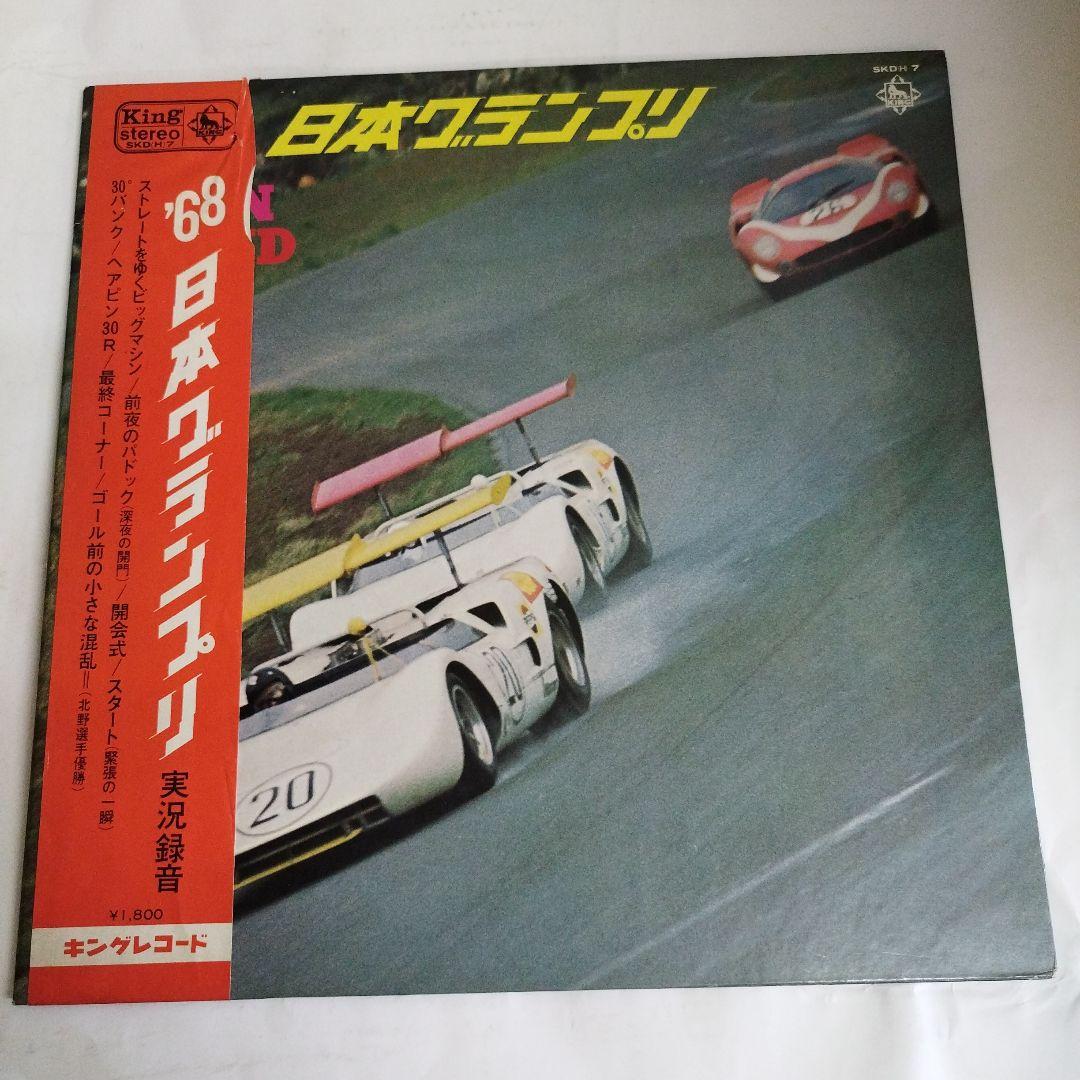 King
stereo
SKD(H)7
KING
'68 日本グランプリ 実況録音
ストレートをゆくビッグマシン/前夜のパドック(深夜の開門)/開会式/スタート(緊張の一瞬)
30°バンク/ヘアピン30R/最終コーナー/ゴール前の小さな混乱=(北野選手優勝)
¥1,800
キングレコード
日本グランプリ
N
D
SKD(H) 7
KING
20
20